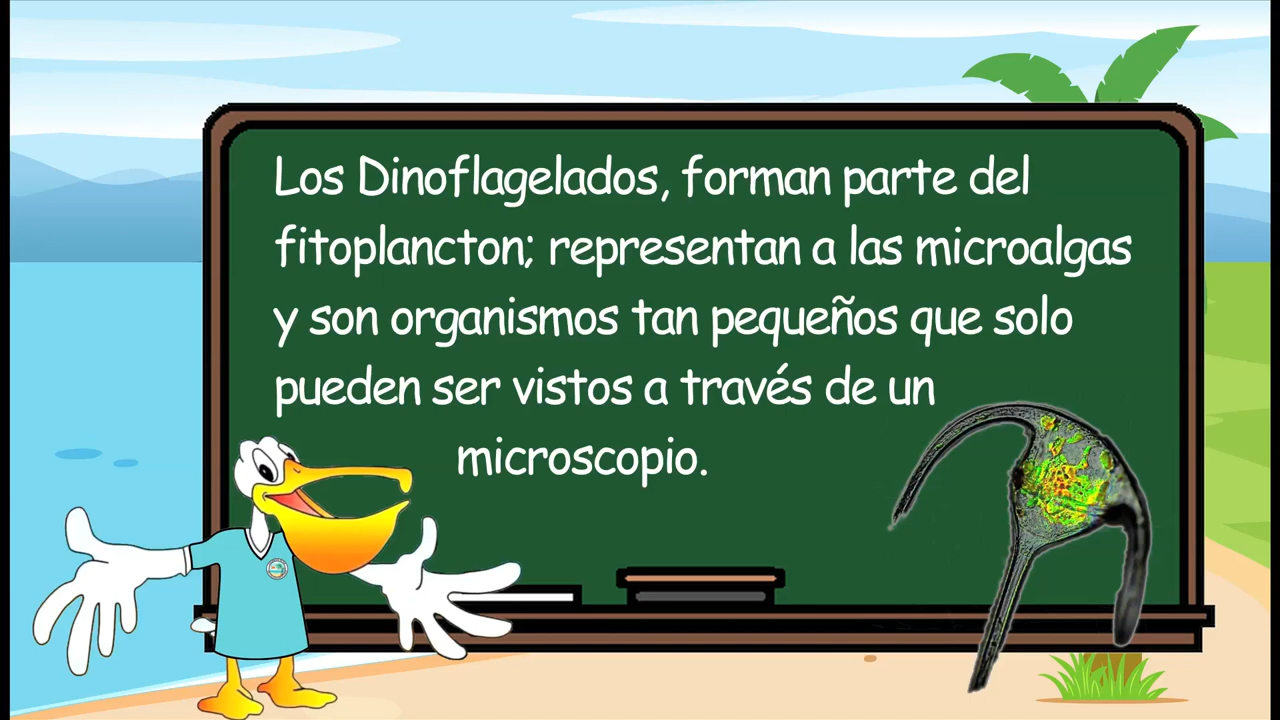 Los Dinoflagelados, forman parte del
fitoplancton; representan a las microalgas
y son organismos tan pequeños que solo
pueden ser vistos a través de un
microscopio.